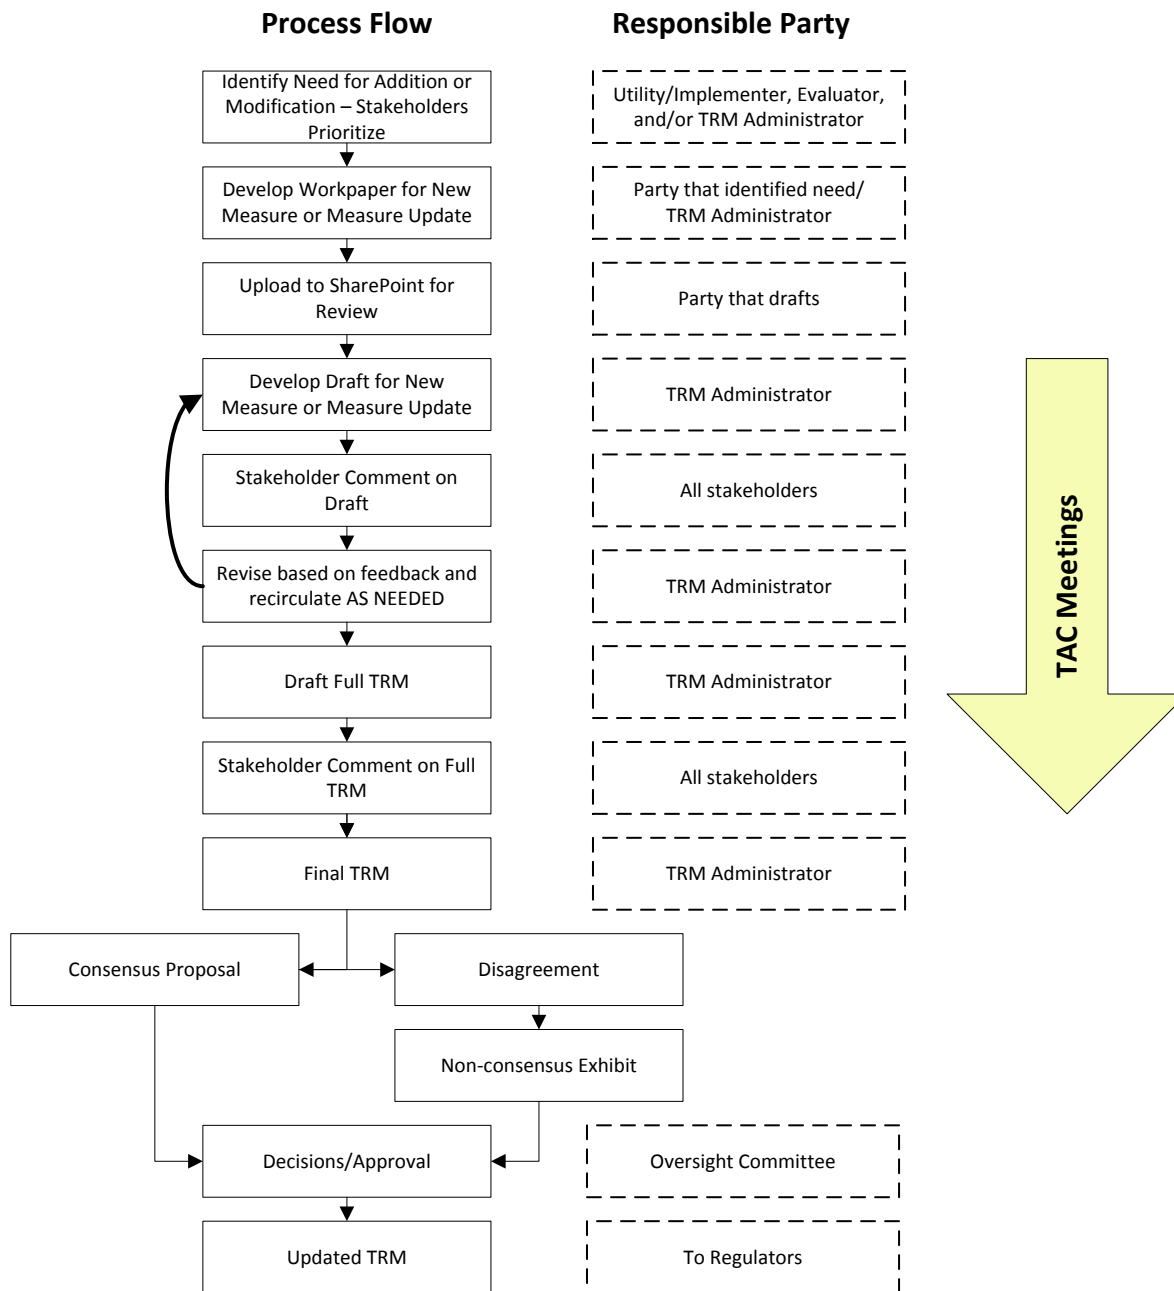 Process Flow
Responsible Party
Identify Need for Addition or
Modification – Stakeholders
Prioritize
Utility/Implementer, Evaluator,
and/or TRM Administrator
Develop Workpaper for New
Measure or Measure Update
Party that identified need/
TRM Administrator
Upload to SharePoint for
Review
Party that drafts
Develop Draft for New
Measure or Measure Update
TRM Administrator
Stakeholder Comment on
Draft
All stakeholders
Revise based on feedback and
recirculate AS NEEDED
TRM Administrator
Draft Full TRM
TRM Administrator
Stakeholder Comment on Full
TRM
All stakeholders
Final TRM
TRM Administrator
TAC Meetings
Consensus Proposal
Disagreement
Non-consensus Exhibit
Decisions/Approval
Oversight Committee
Updated TRM
To Regulators